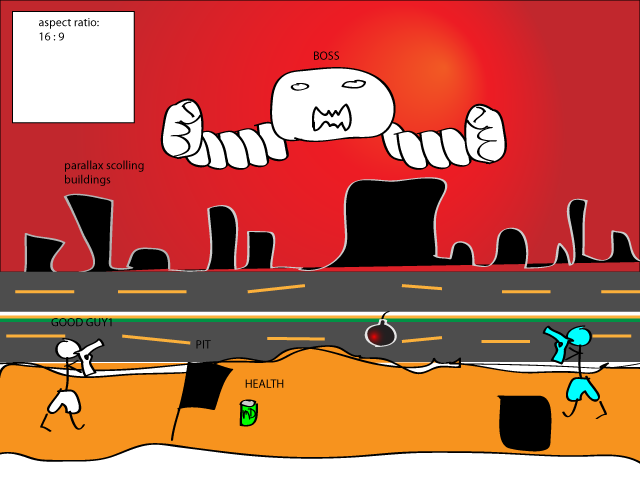 aspect ratio:
16 : 9
BOSS
parallax scolling
buildings
GOOD GUY1
PIT
HEALTH